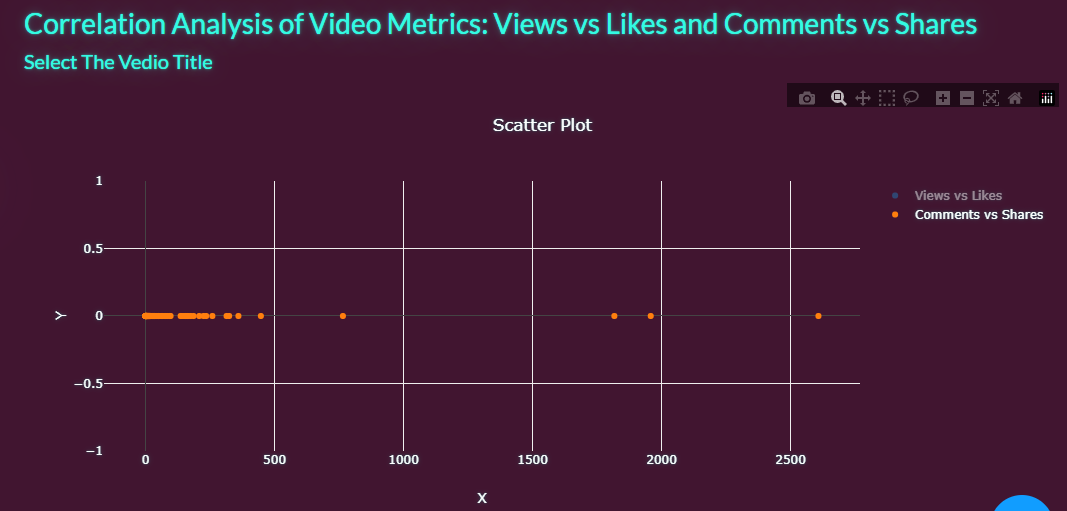 Correlation Analysis of Video Metrics: Views vs Likes and Comments vs Shares
Select The Vedio Title
Scatter Plot
Views vs Likes
Comments vs Shares
1
0.5
0
−0.5
−1
Y
0 500 1000 1500 2000 2500
X